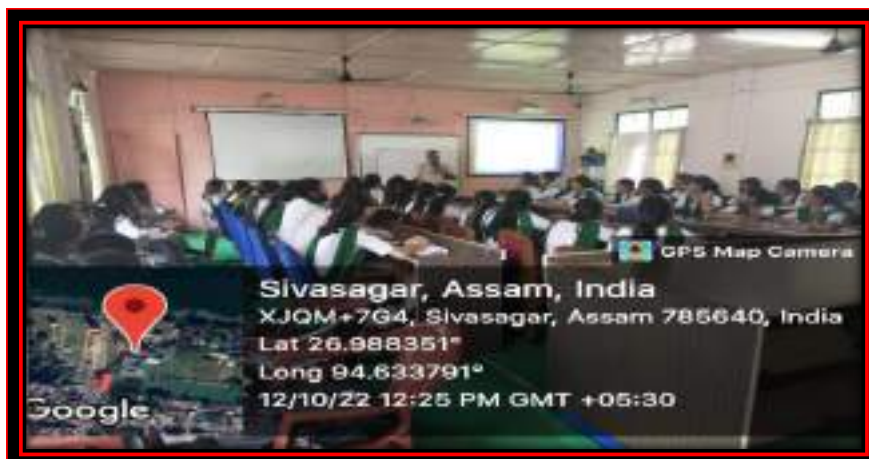 GPS Map Camera
Sivasagar, Assam, India
XJQM+7G4, Sivasagar, Assam 785640, India
Lat 26.988351°
Long 94.633791°
12/10/22 12:25 PM GMT +05:30
Google